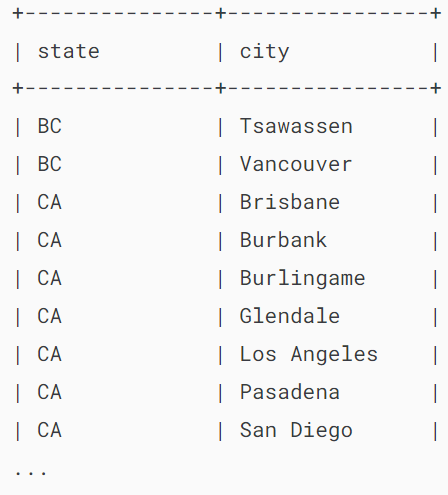 +---------------+----------------+
| state         | city           |
+---------------+----------------+
| BC            | Tsawassen      |
| BC            | Vancouver      |
| CA            | Brisbane       |
| CA            | Burbank        |
| CA            | Burlingame     |
| CA            | Glendale       |
| CA            | Los Angeles    |
| CA            | Pasadena       |
| CA            | San Diego      |
...